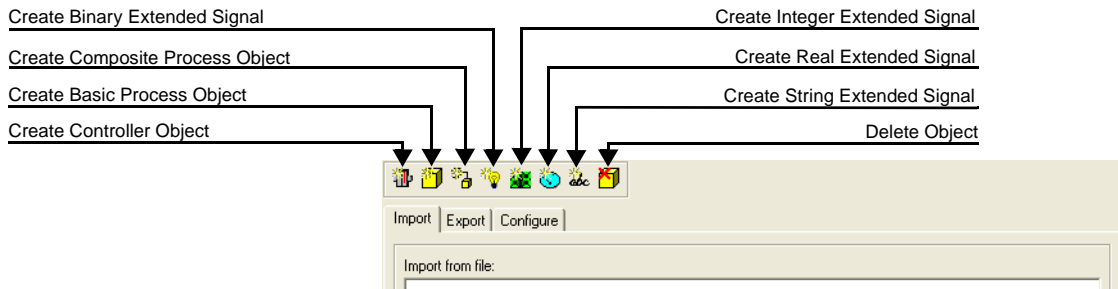 Create Binary Extended Signal
Create Composite Process Object
Create Basic Process Object
Create Controller Object
Create Integer Extended Signal
Create Real Extended Signal
Create String Extended Signal
Delete Object
abc
Import Export Configure
Import from file: